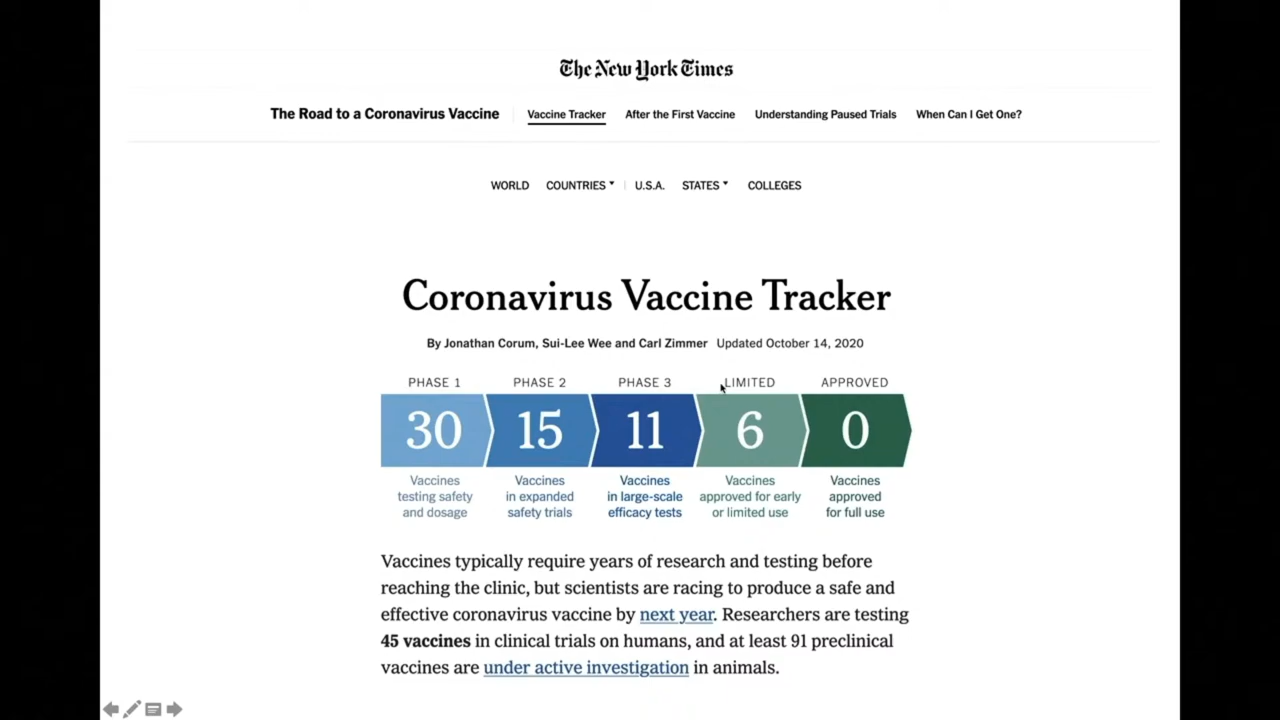 The New York Times
The Road to a Coronavirus Vaccine Vaccine Tracker After the First Vaccine Understanding Paused Trials When Can I Get One?
WORLD COUNTRIES U.S.A. STATES COLLEGES
Coronavirus Vaccine Tracker
By Jonathan Corum, Sui-Lee Wee and Carl Zimmer Updated October 14, 2020
PHASE 1 PHASE 2 PHASE 3 LIMITED APPROVED
30 15 11 6 0
Vaccines Vaccines Vaccines Vaccines Vaccines
testing safety in expanded in large-scale approved for early approved
and dosage safety trials efficacy tests or limited use for full use
Vaccines typically require years of research and testing before
reaching the clinic, but scientists are racing to produce a safe and
effective coronavirus vaccine by next year. Researchers are testing
45 vaccines in clinical trials on humans, and at least 91 preclinical
vaccines are under active investigation in animals.